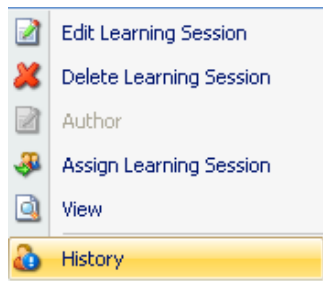 Edit Learning Session
Delete Learning Session
Author
Assign Learning Session
View
History